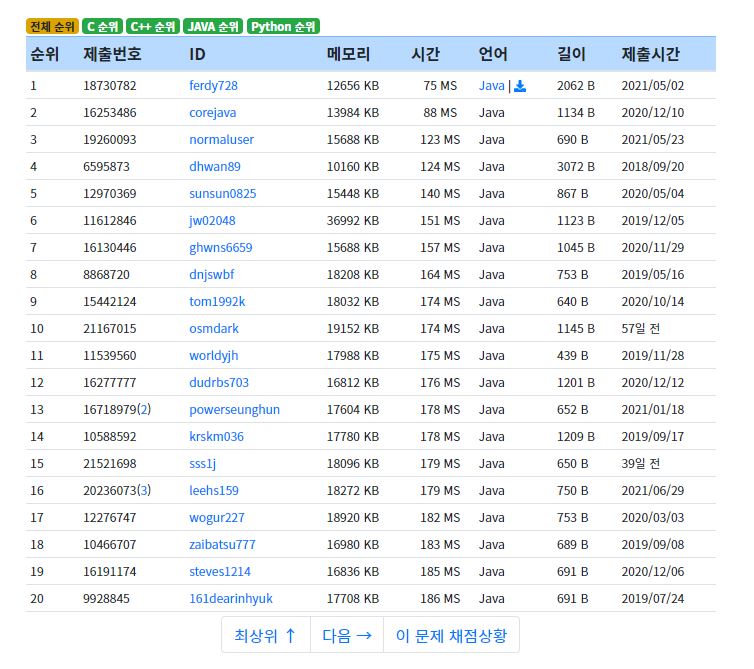 전체 순위 C 순위 C++ 순위 JAVA 순위 Python 순위
순위 제출번호 ID 메모리 시간 언어 길이 제출시간
1 18730782 ferdy728 12656 KB 75 MS Java | 2062 B 2021/05/02
2 16253486 corejava 13984 KB 88 MS Java 1134 B 2020/12/10
3 19260093 normaluser 15688 KB 123 MS Java 690 B 2021/05/23
4 6595873 dhwan89 10160 KB 124 MS Java 3072 B 2018/09/20
5 12970369 sunsun0825 15448 KB 140 MS Java 867 B 2020/05/04
6 11612846 jw02048 36992 KB 151 MS Java 1123 B 2019/12/05
7 16130446 ghwns6659 15688 KB 157 MS Java 1045 B 2020/11/29
8 8868720 dnjswbf 18208 KB 164 MS Java 753 B 2019/05/16
9 15442124 tom1992k 18032 KB 174 MS Java 640 B 2020/10/14
10 21167015 osmdark 19152 KB 174 MS Java 1145 B 57일 전
11 11539560 worldyjh 17988 KB 175 MS Java 439 B 2019/11/28
12 16277777 dudrbs703 16812 KB 176 MS Java 1201 B 2020/12/12
13 16718979(2) powerseunghun 17604 KB 178 MS Java 652 B 2021/01/18
14 10588592 krskm036 17780 KB 178 MS Java 1209 B 2019/09/17
15 21521698 sss1j 18096 KB 179 MS Java 650 B 39일 전
16 20236073(3) leehs159 18272 KB 179 MS Java 750 B 2021/06/29
17 12276747 wogur227 18920 KB 182 MS Java 753 B 2020/03/03
18 10466707 zaibatsu777 16980 KB 183 MS Java 689 B 2019/09/08
19 16191174 steves1214 16836 KB 185 MS Java 691 B 2020/12/06
20 9928845 161dearinhyuk 17708 KB 186 MS Java 691 B 2019/07/24
최상위 ↑ 다음 → 이 문제 채점상황